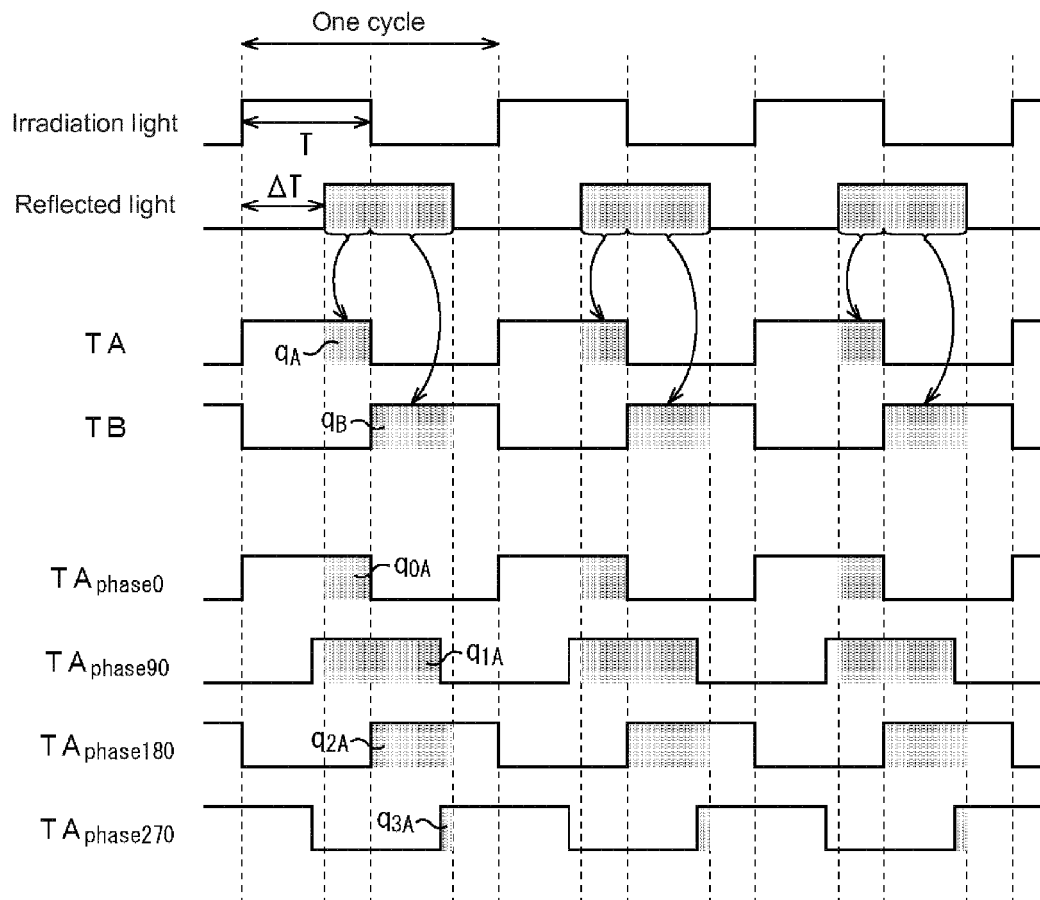 One cycle
Irradiation light
T
Reflected light
ΔT
TA
qA
TB
qB
TAphase0
q0A
TAphase90
q1A
TAphase180
q2A
TAphase270
q3A